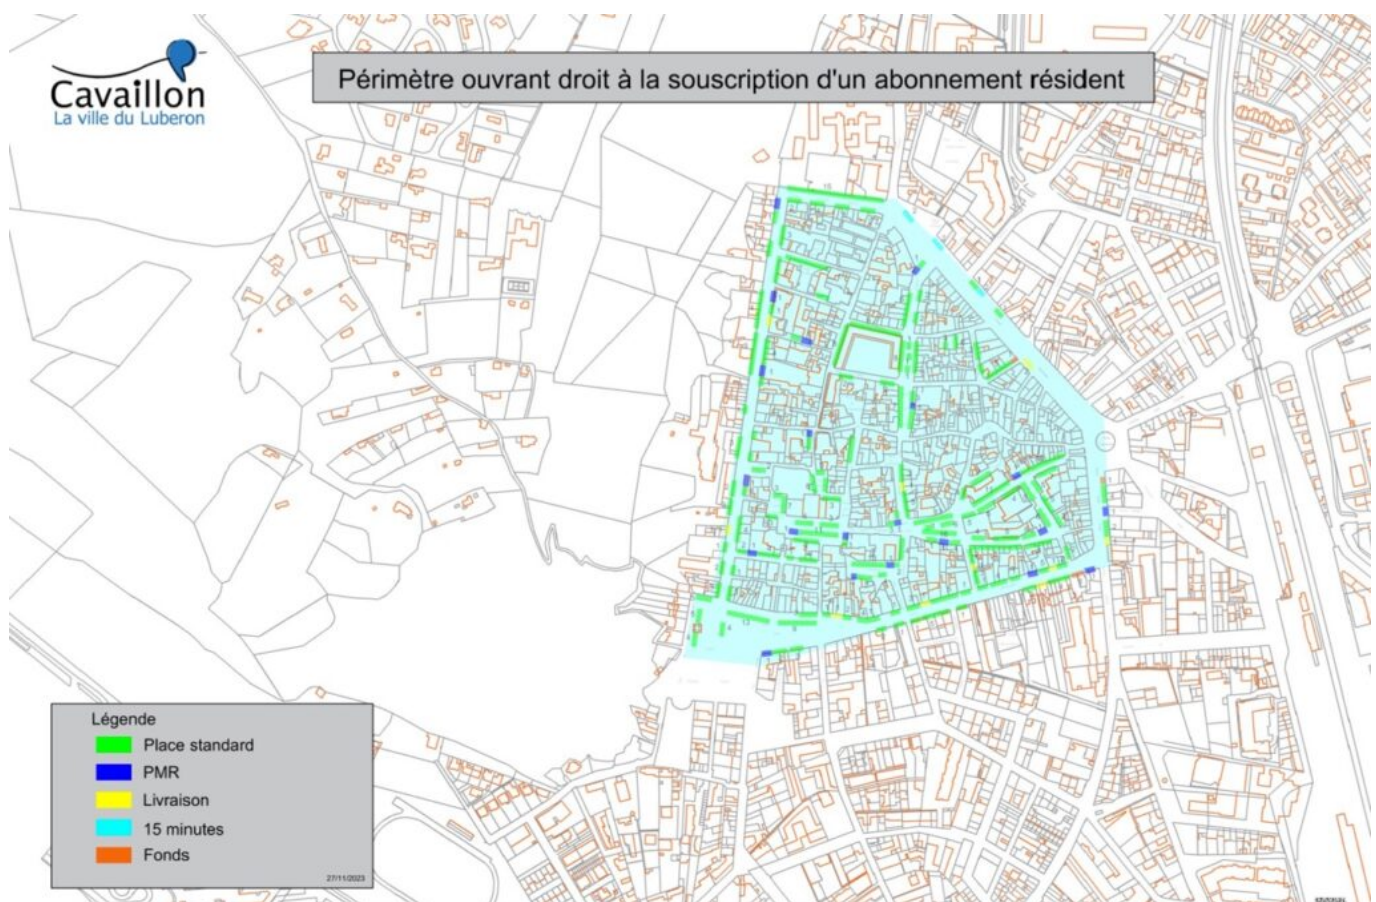 Cavaillon
La ville du Luberon
Périmètre ouvrant droit à la souscription d'un abonnement résident
Légende
Place standard
PMR
Livraison
15 minutes
Fonds
27/11/2023